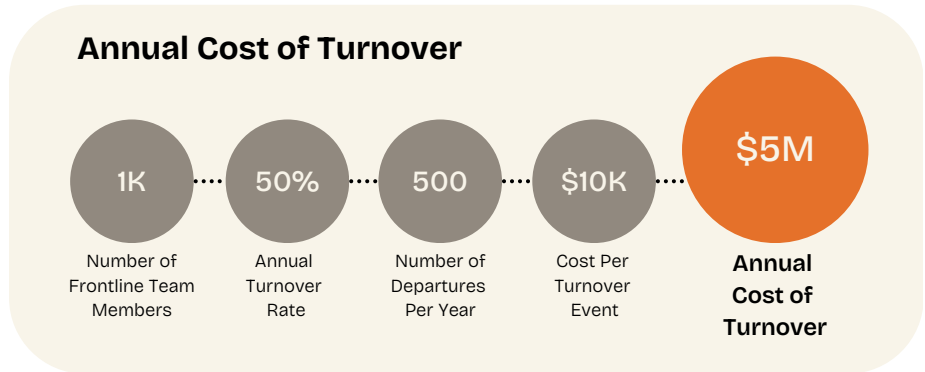 Annual Cost of Turnover
1K
50%
500
$10K
$5M
Number of
Frontline Team
Members
Annual
Turnover
Rate
Number of
Departures
Per Year
Cost Per
Turnover
Event
Annual
Cost of
Turnover